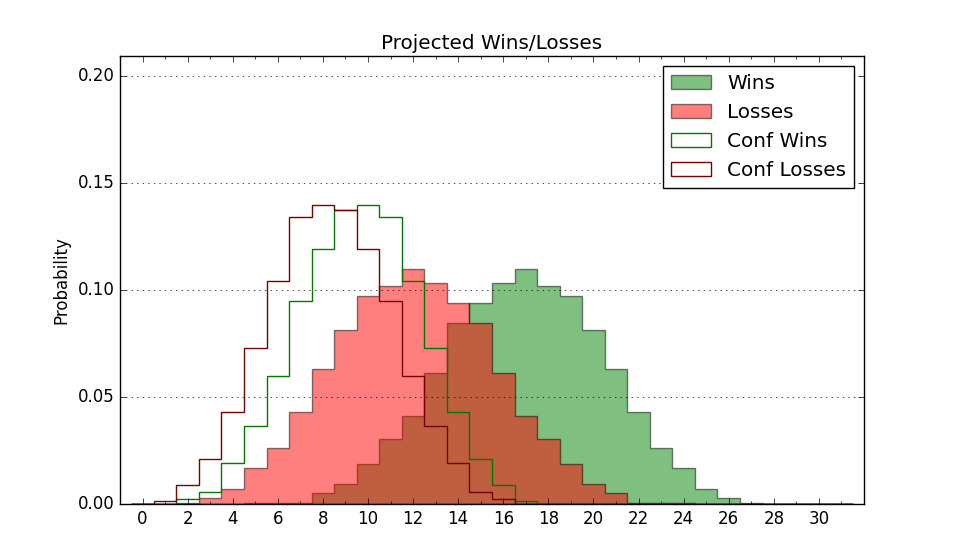 Projected Wins/Losses
0.20
0.15
0.10
0.05
0.00
Probability
Wins
Losses
Conf Wins
Conf Losses
0 2 4 6 8 10 12 14 16 18 20 22 24 26 28 30